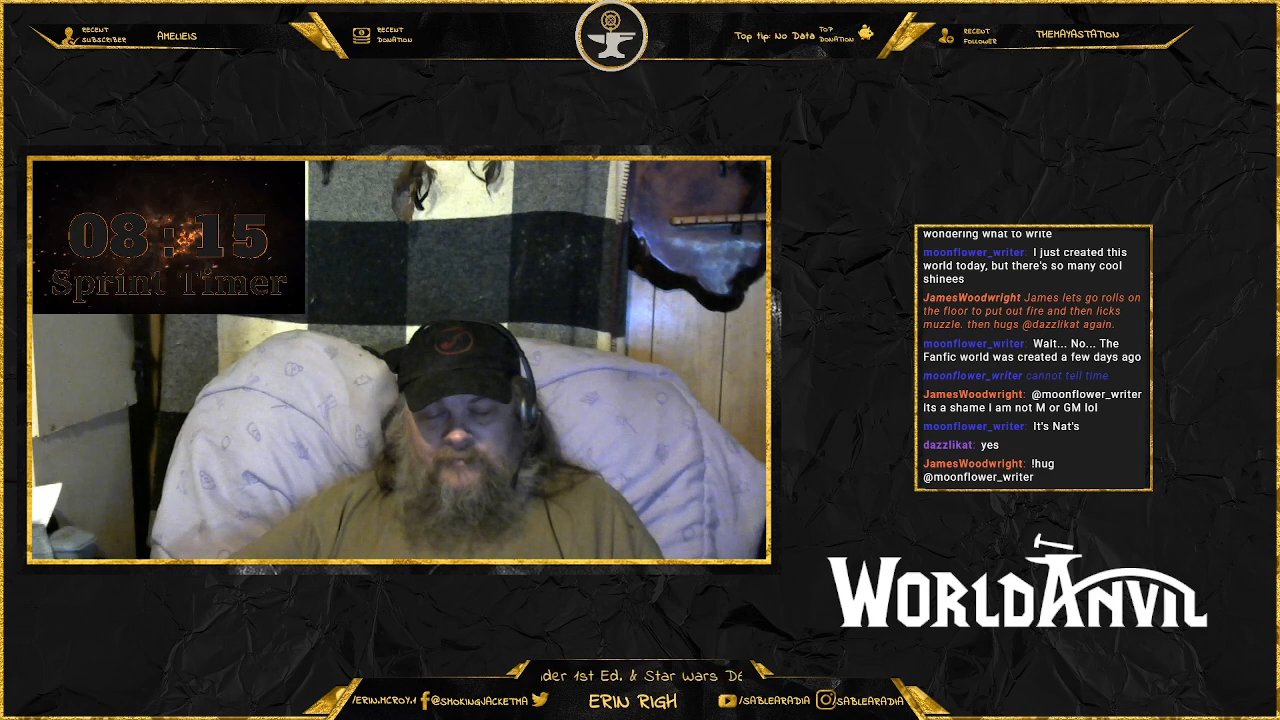 RECENT
SUBSCRIBER
AMELIEIS
RECENT
DONATION
Top tip: No Data
TOP
DONATION
RECENT
FOLLOWER
THEMAYASTATION
08:15
Sprint Timer
wondering what to write
moonflower_writer: I just created this
world today, but there's so many cool
shinees
JamesWoodwright James lets go rolls on
the floor to put out fire and then licks
muzzle. then hugs @dazzlikat again.
moonflower_writer: Wait... No... The
Fanfic world was created a few days ago
moonflower_writer cannot tell time
JamesWoodwright: @moonflower_writer
Its a shame I am not M or GM lol
moonflower_writer: It's Nat's
dazzlikat: yes
JamesWoodwright: !hug
@moonflower_writer
WORLDANVIL
der 1st Ed. & Star Wars
/ERIN.MCROY.1
@SMOKINGJACKETMA
ERIN RIGH
/SABLEARADIA
/SABLEARADIA